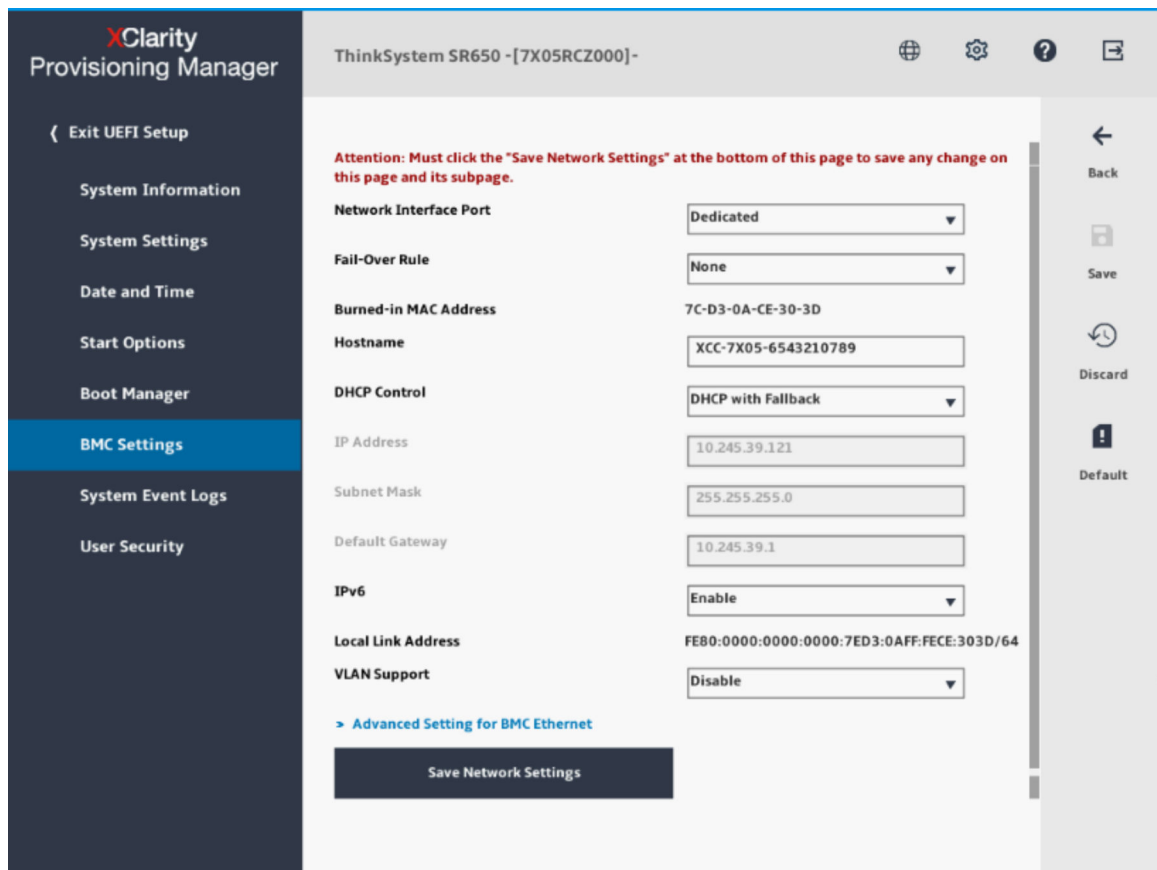 XClarity
Provisioning Manager
ThinkSystem SR650 -[7X05RCZ000]-
❬ Exit UEFI Setup
System Information
System Settings
Date and Time
Start Options
Boot Manager
BMC Settings
System Event Logs
User Security
Attention: Must click the "Save Network Settings" at the bottom of this page to save any change on
this page and its subpage.
Network Interface Port Dedicated
Fail-Over Rule None
Burned-in MAC Address 7C-D3-0A-CE-30-3D
Hostname XCC-7X05-6543210789
DHCP Control DHCP with Fallback
IP Address 10.245.39.121
Subnet Mask 255.255.255.0
Default Gateway 10.245.39.1
IPv6 Enable
Local Link Address FE80:0000:0000:0000:7ED3:0AFF:FECE:303D/64
VLAN Support Disable
> Advanced Setting for BMC Ethernet
Save Network Settings
Back
Save
Discard
Default